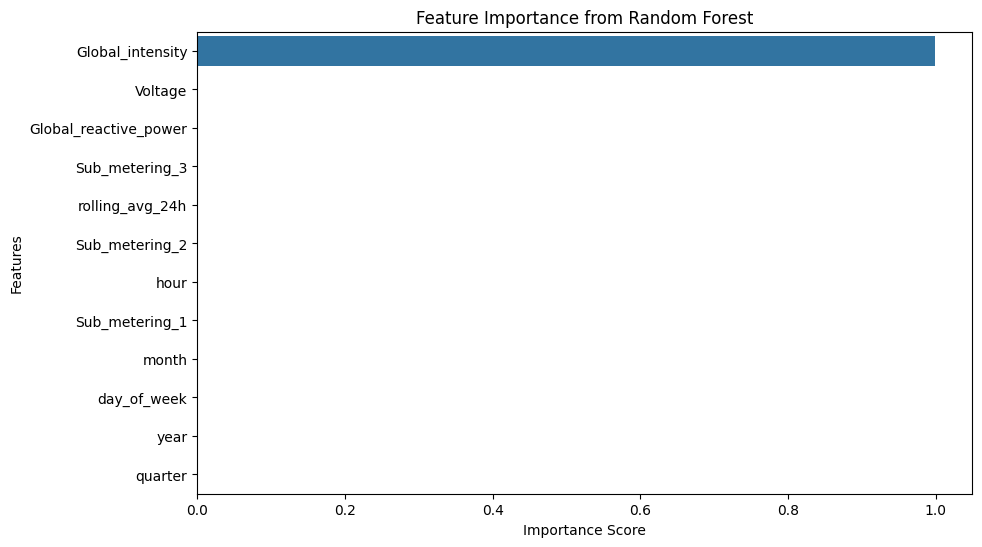 Feature Importance from Random Forest
Global_intensity
Voltage
Global_reactive_power
Sub_metering_3
rolling_avg_24h
Sub_metering_2
hour
Sub_metering_1
month
day_of_week
year
quarter
Features
0.0 0.2 0.4 0.6 0.8 1.0
Importance Score